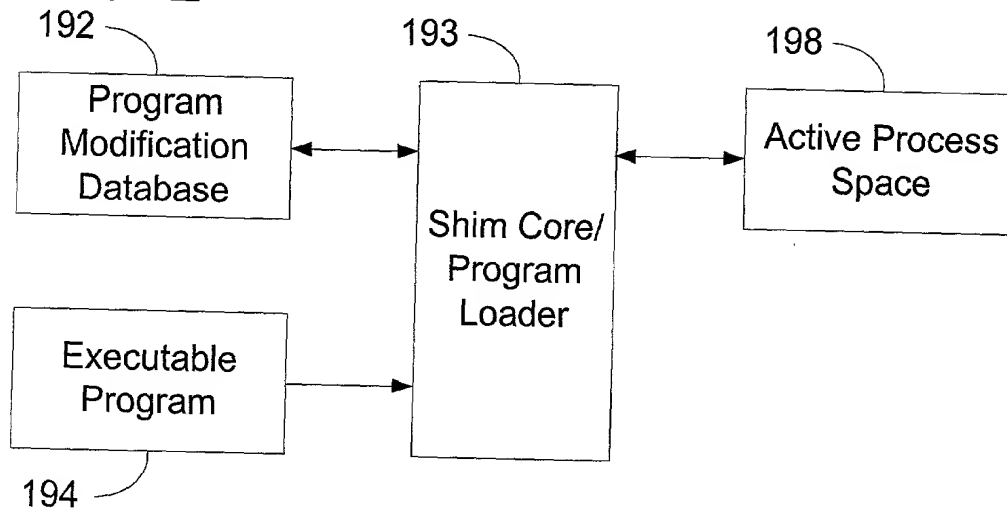 192
193
198
Program
Modification
Database
Shim Core/
Program
Loader
Active Process
Space
Executable
Program
194